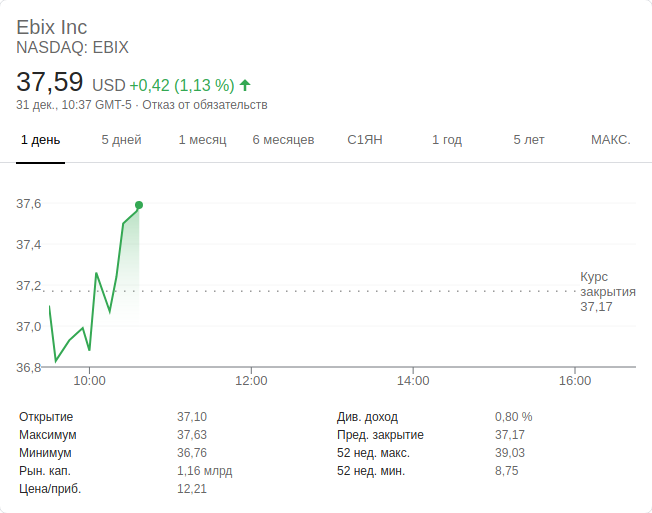 Ebix Inc
NASDAQ: EBIX
37,59 USD +0,42 (1,13 %)
31 дек., 10:37 GMT-5 · Отказ от обязательств
1 день 5 дней 1 месяц 6 месяцев С1ЯН 1 год 5 лет МАКС.
37,6
37,4
37,2
37,0
36,8
Курс
закрытия
37,17
10:00 12:00 14:00 16:00
Открытие 37,10 Див. доход 0,80 %
Максимум 37,63 Пред. закрытие 37,17
Минимум 36,76 52 нед. макс. 39,03
Рын. кап. 1,16 млрд 52 нед. мин. 8,75
Цена/приб. 12,21